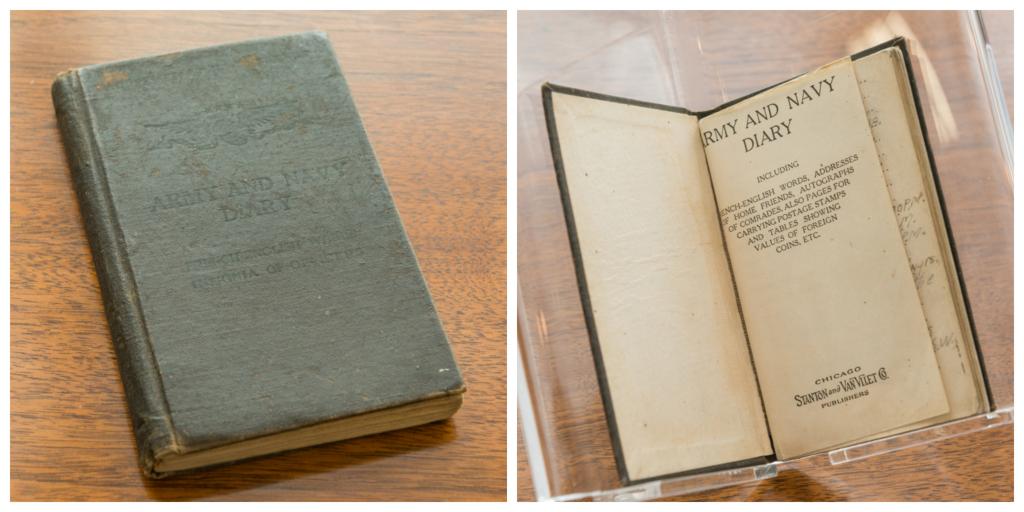 AND NAVY
DIARY
OF
RMY AND NAVY
DIARY
INCLUDING
ENCH-ENGLISH WORDS, ADDRESSES
OF HOME FRIENDS, AUTOGRAPHS
OF COMRADES, ALSO PAGES FOR
CARRYING POSTAGE STAMPS
AND TABLES SHOWING
VALUES OF FOREIGN
COINS, ETC.
CHICAGO
STANTON and VAN VLIET CO.
PUBLISHERS